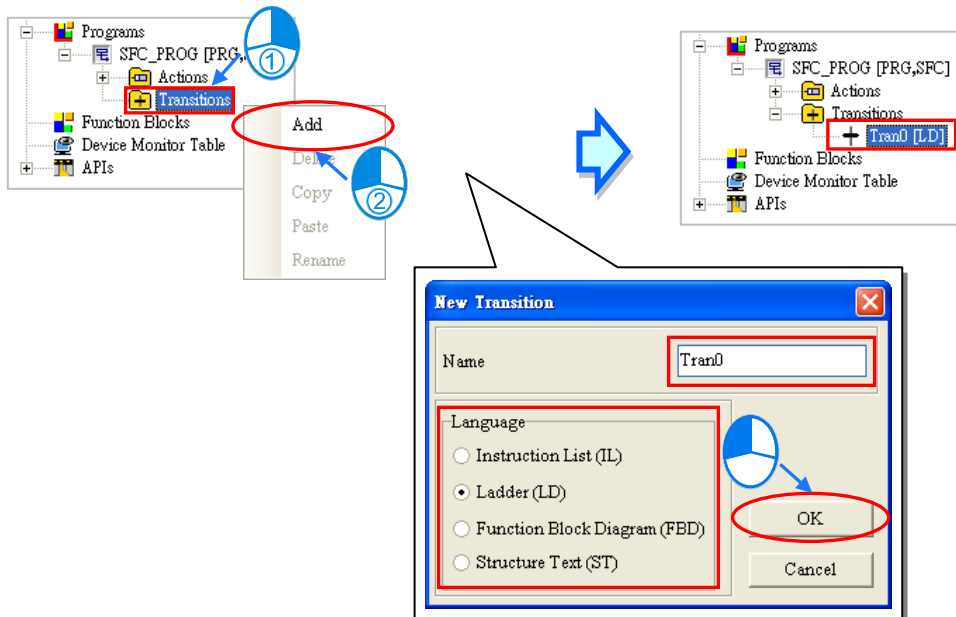 Programs
SFC_PROG [PRG,
①
Actions
Transitions
Function Blocks
Device Monitor Table
APIs
Add
Delete
Copy
②
Paste
Rename
Programs
SFC_PROG [PRG,SFC]
Actions
Transitions
Tran0 [LD]
Function Blocks
Device Monitor Table
APIs
New Transition
Name
Tran0
Language
Instruction List (IL)
Ladder (LD)
Function Block Diagram (FBD)
Structure Text (ST)
OK
Cancel